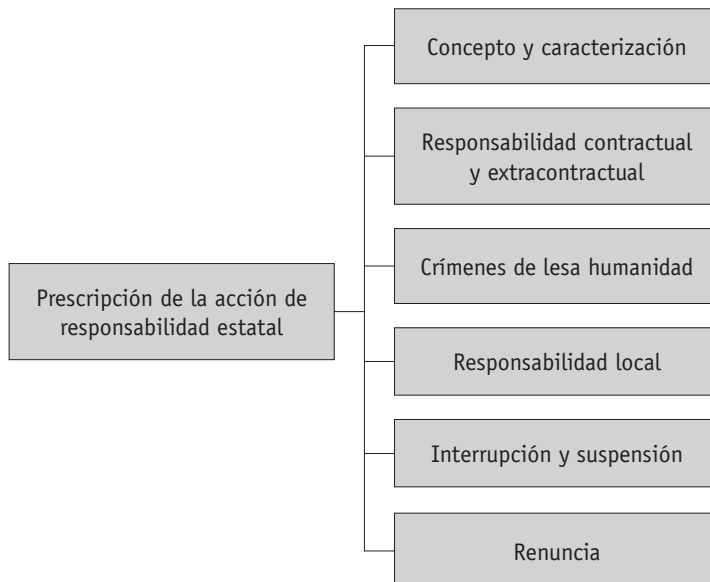 Concepto y caracterización
Responsabilidad contractual
y extracontractual
Crímenes de lesa humanidad
Prescripción de la acción de
responsabilidad estatal
Responsabilidad local
Interrupción y suspensión
Renuncia